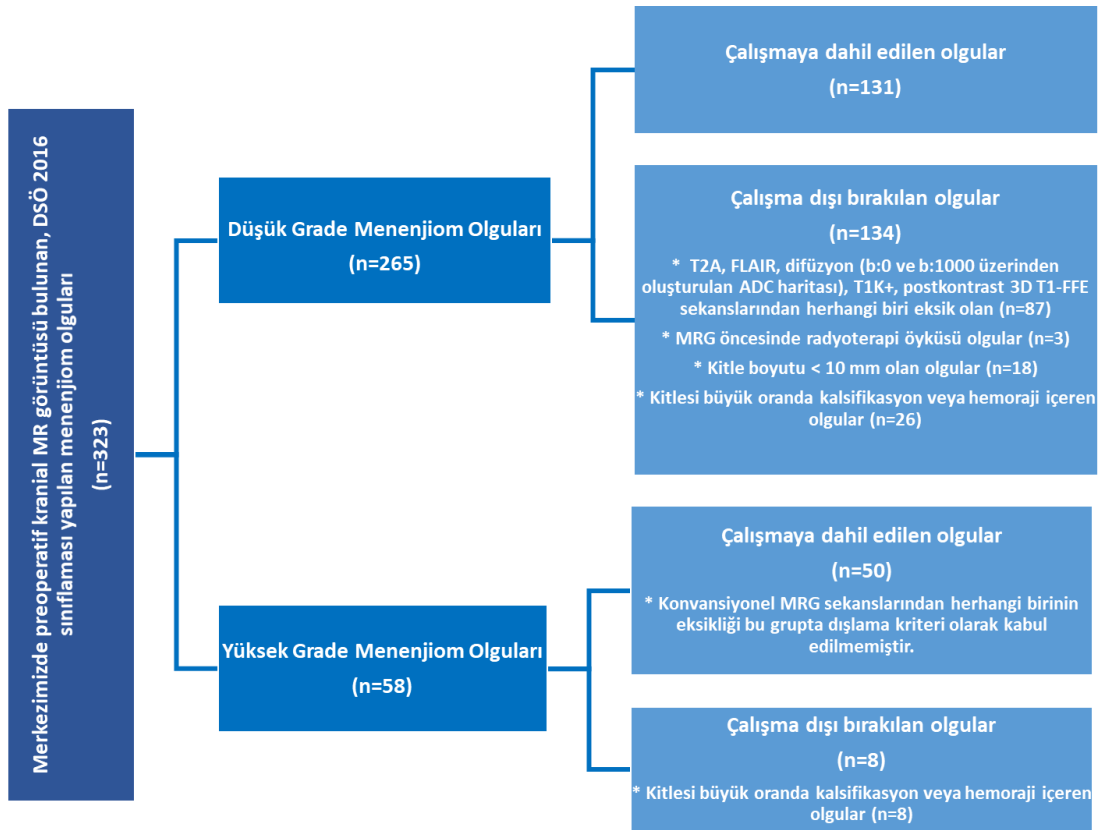 Merkezimizde preoperatif kranial MR görüntüsü bulunan, DSÖ 2016
sınıflaması yapılan menenjiom olguları
(n=323)
Düşük Grade Menenjiom Olguları
(n=265)
Çalışmaya dahil edilen olgular
(n=131)
Çalışma dışı bırakılan olgular
(n=134)
* T2A, FLAIR, difüzyon (b:0 ve b:1000 üzerinden
oluşturulan ADC haritası), T1K+, postkontrast 3D T1-FFE
sekanslarından herhangi biri eksik olan (n=87)
* MRG öncesinde radyoterapi öyküsü olgular (n=3)
* Kitle boyutu < 10 mm olan olgular (n=18)
* Kitlesi büyük oranda kalsifikasyon veya hemoraji içeren
olgular (n=26)
Yüksek Grade Menenjiom Olguları
(n=58)
Çalışmaya dahil edilen olgular
(n=50)
* Konvansiyonel MRG sekanslarından herhangi birinin
eksikliği bu grupta dışlama kriteri olarak kabul
edilmemiştir.
Çalışma dışı bırakılan olgular
(n=8)
* Kitlesi büyük oranda kalsifikasyon veya hemoraji içeren
olgular (n=8)